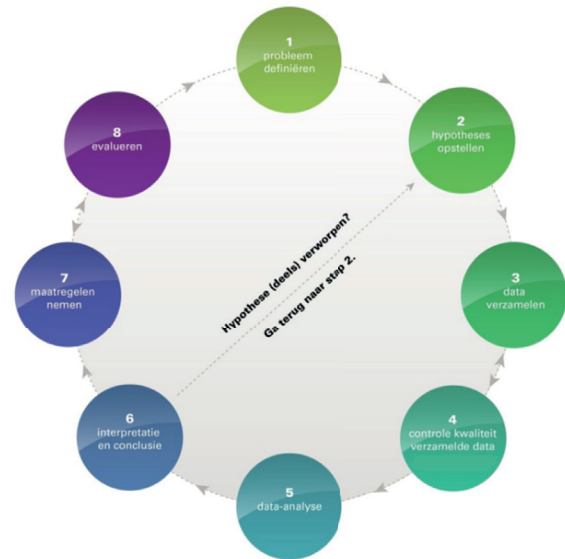 1
probleem
definiëren
2
hypotheses
opstellen
3
data
verzamelen
4
controle kwaliteit
verzamelde data
5
data-analyse
6
interpretatie
en conclusie
7
maatregelen
nemen
8
evalueren
Hypothese (deels) verworpen?
Ga terug naar stap 2.